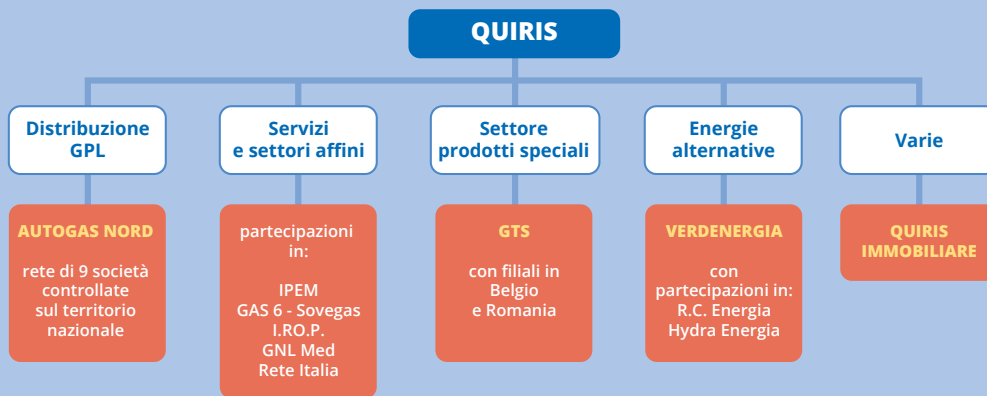 QUIRIS
Distribuzione
GPL
Servizi
e settori affini
Settore
prodotti speciali
Energie
alternative
Varie
AUTOGAS NORD
rete di 9 società
controllate
sul territorio
nazionale
partecipazioni
in:
IPEM
GAS 6 - Sovegas
I.RO.P.
GNL Med
Rete Italia
GTS
con filiali in
Belgio
e Romania
VERDENERGIA
con
partecipazioni in:
R.C. Energia
Hydra Energia
QUIRIS
IMMOBILIARE